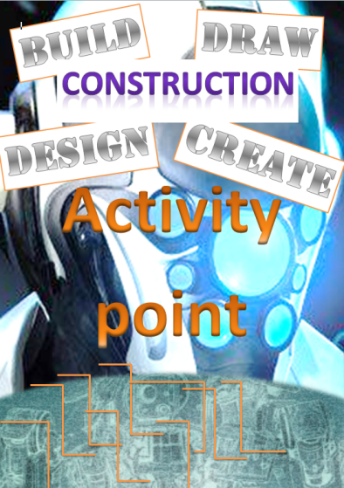 BUILD DRAW
CONSTRUCTION
DESIGN CREATE
Activity
point